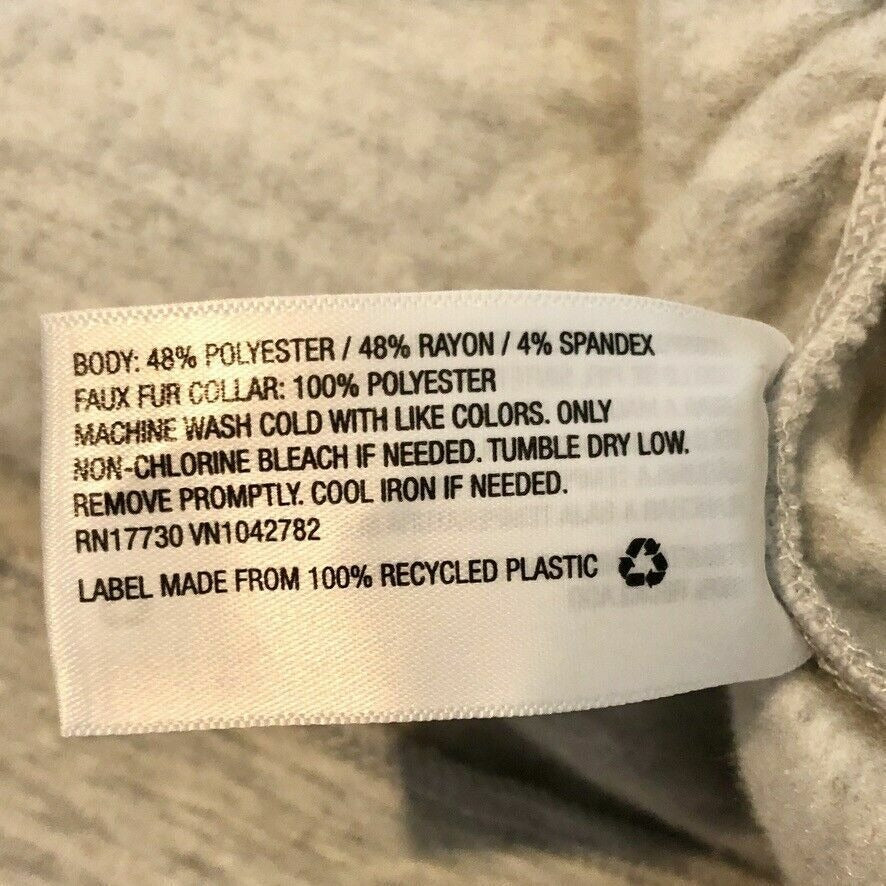 BODY: 48% POLYESTER / 48% RAYON / 4% SPANDEX
FAUX FUR COLLAR: 100% POLYESTER
MACHINE WASH COLD WITH LIKE COLORS. ONLY
NON-CHLORINE BLEACH IF NEEDED. TUMBLE DRY LOW.
REMOVE PROMPTLY. COOL IRON IF NEEDED.
RN17730 VN1042782
LABEL MADE FROM 100% RECYCLED PLASTIC